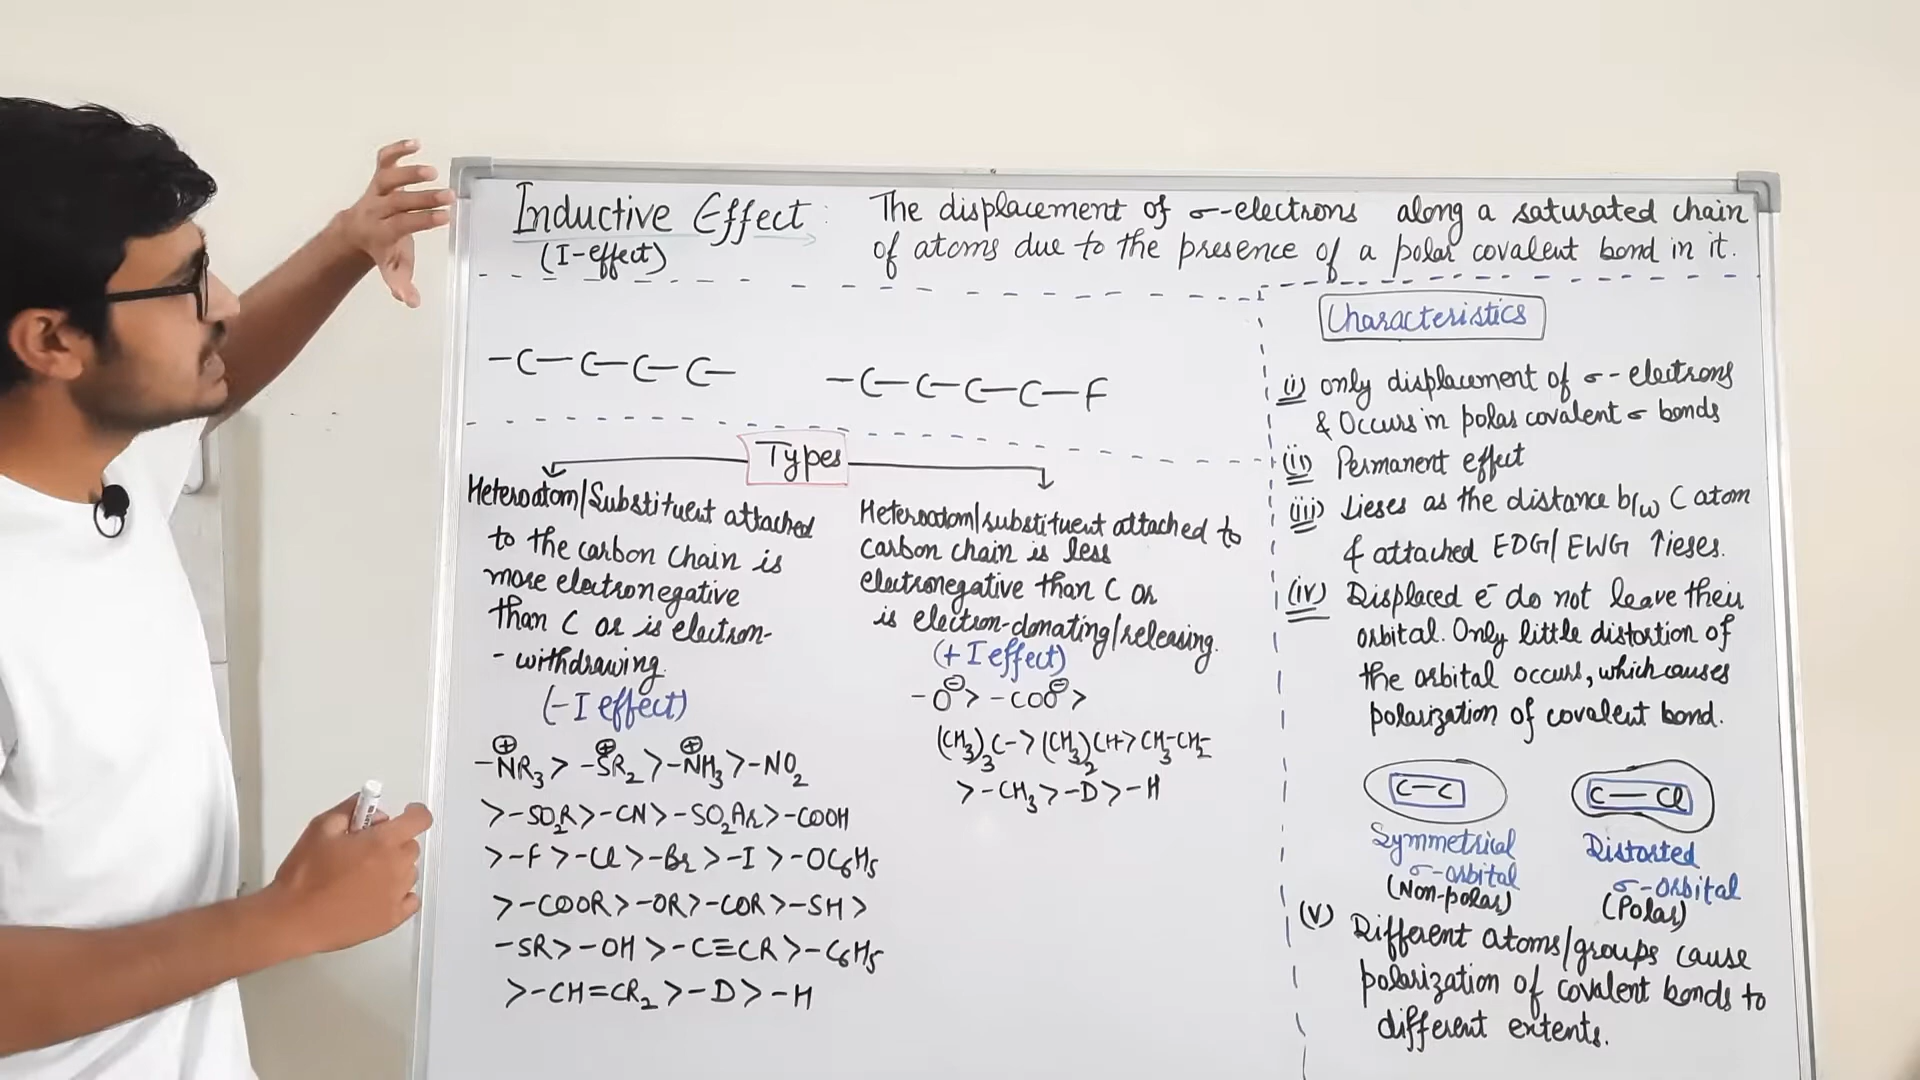 Inductive Effect :
(I-effect)
The displacement of σ-electrons along a saturated chain
of atoms due to the presence of a polar covalent bond in it.
-C-C-C-C-
-C-C-C-C-F
Types
Heteroatom/Substituent attached
to the carbon chain is
more electronegative
than C or is electron-
- withdrawing.
(-I effect)
-N⊕R₃ > -S⊕R₂ > -N⊕H₃ > -NO₂
> -SO₂R > -CN > -SO₂Ar > -COOH
> -F > -Cl > -Br > -I > -OC₆H₅
> -COOR > -OR > -COR > -SH >
-SR > -OH > -C≡CR > -C₆H₅
> -CH=CR₂ > -D > -H
Heteroatom/substituent attached to
carbon chain is less
electronegative than C or
is electron-donating/releasing.
(+I effect)
-O⊖ > -COO⊖ >
(CH₃)₃C- > (CH₃)₂CH > CH₃-CH₂
> -CH₃ > -D > -H
Characteristics
(i) only displacement of σ- electrons
& Occurs in polar covalent σ bonds
(ii) Permanent effect
(iii) ↓ses as the distance b/w C atom
& attached EDG/EWG ↑ses.
(iv) Displaced e⁻ do not leave their
orbital. Only little distortion of
the orbital occurs, which causes
polarization of covalent bond.
C-C
C-Cl
Symmetrical
σ-orbital
(Non-polar)
Distorted
σ-orbital
(Polar)
(v) Different atoms/groups cause
polarization of covalent bonds to
different extents.